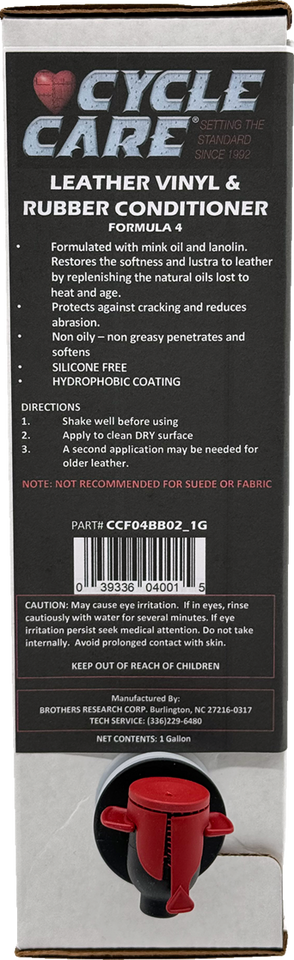 CYCLE
CARE®
SETTING THE
STANDARD
SINCE 1992
LEATHER VINYL &
RUBBER CONDITIONER
FORMULA 4
• Formulated with mink oil and lanolin.
Restores the softness and lustra to leather
by replenishing the natural oils lost to
heat and age.
• Protects against cracking and reduces
abrasion.
• Non oily – non greasy penetrates and
softens
• SILICONE FREE
• HYDROPHOBIC COATING
DIRECTIONS
1. Shake well before using
2. Apply to clean DRY surface
3. A second application may be needed for
older leather.
NOTE: NOT RECOMMENDED FOR SUEDE OR FABRIC
PART# CCF04BB02_1G
0 39336 04001 5
CAUTION: May cause eye irritation. If in eyes, rinse
cautiously with water for several minutes. If eye
irritation persist seek medical attention. Do not take
internally. Avoid prolonged contact with skin.
KEEP OUT OF REACH OF CHILDREN
Manufactured By:
BROTHERS RESEARCH CORP. Burlington, NC 27216-0317
TECH SERVICE: (336)229-6480
NET CONTENTS: 1 Gallon